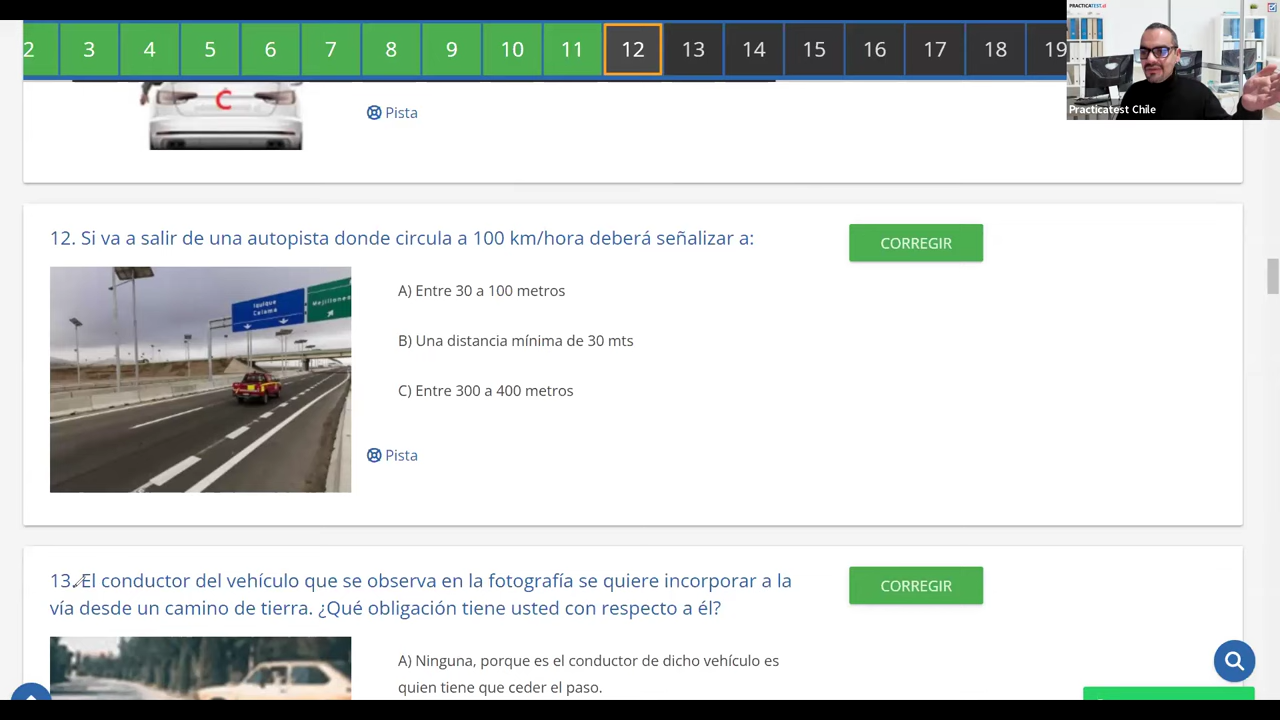 2 3 4 5 6 7 8 9 10 11 12 13 14 15 16 17 18 19
PRACTICATEST.cl
Practicatest Chile
C
Pista
12. Si va a salir de una autopista donde circula a 100 km/hora deberá señalizar a:
CORREGIR
Iquique
Calama
Mejillones
A) Entre 30 a 100 metros
B) Una distancia mínima de 30 mts
C) Entre 300 a 400 metros
Pista
13. El conductor del vehículo que se observa en la fotografía se quiere incorporar a la
vía desde un camino de tierra. ¿Qué obligación tiene usted con respecto a él?
CORREGIR
A) Ninguna, porque es el conductor de dicho vehículo es
quien tiene que ceder el paso.